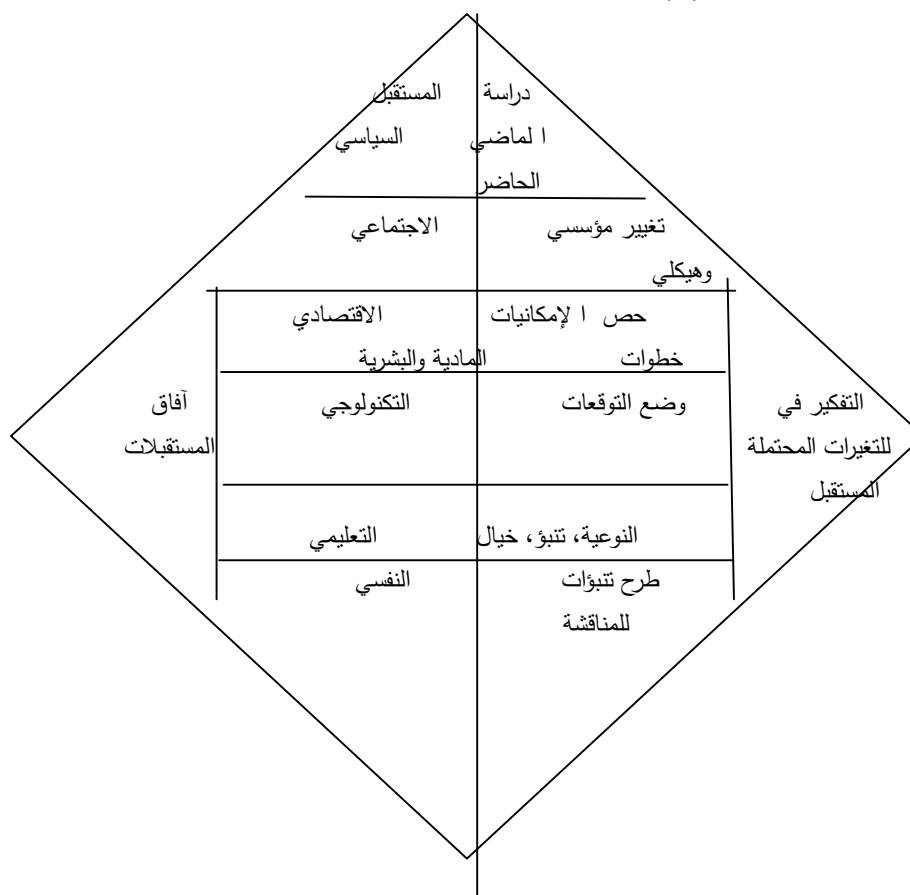 دراسة المستقبل
ا لماضي السياسي
الحاضر
تغيير مؤسسي الاجتماعي
وهيكلي
حص ا لإمكانيات الاقتصادي
خطوات المادية والبشرية
التفكير في وضع التوقعات التكنولوجي آفاق
للتغيرات المحتملة المستقبلات
المستقبل
النوعية، تنبؤ، خيال التعليمي
طرح تنبؤات النفسي
للمناقشة